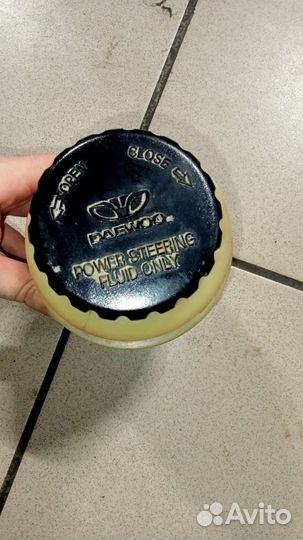 OPEN
CLOSE
DAEWOO
POWER STEERING
FLUID ONLY
Avito